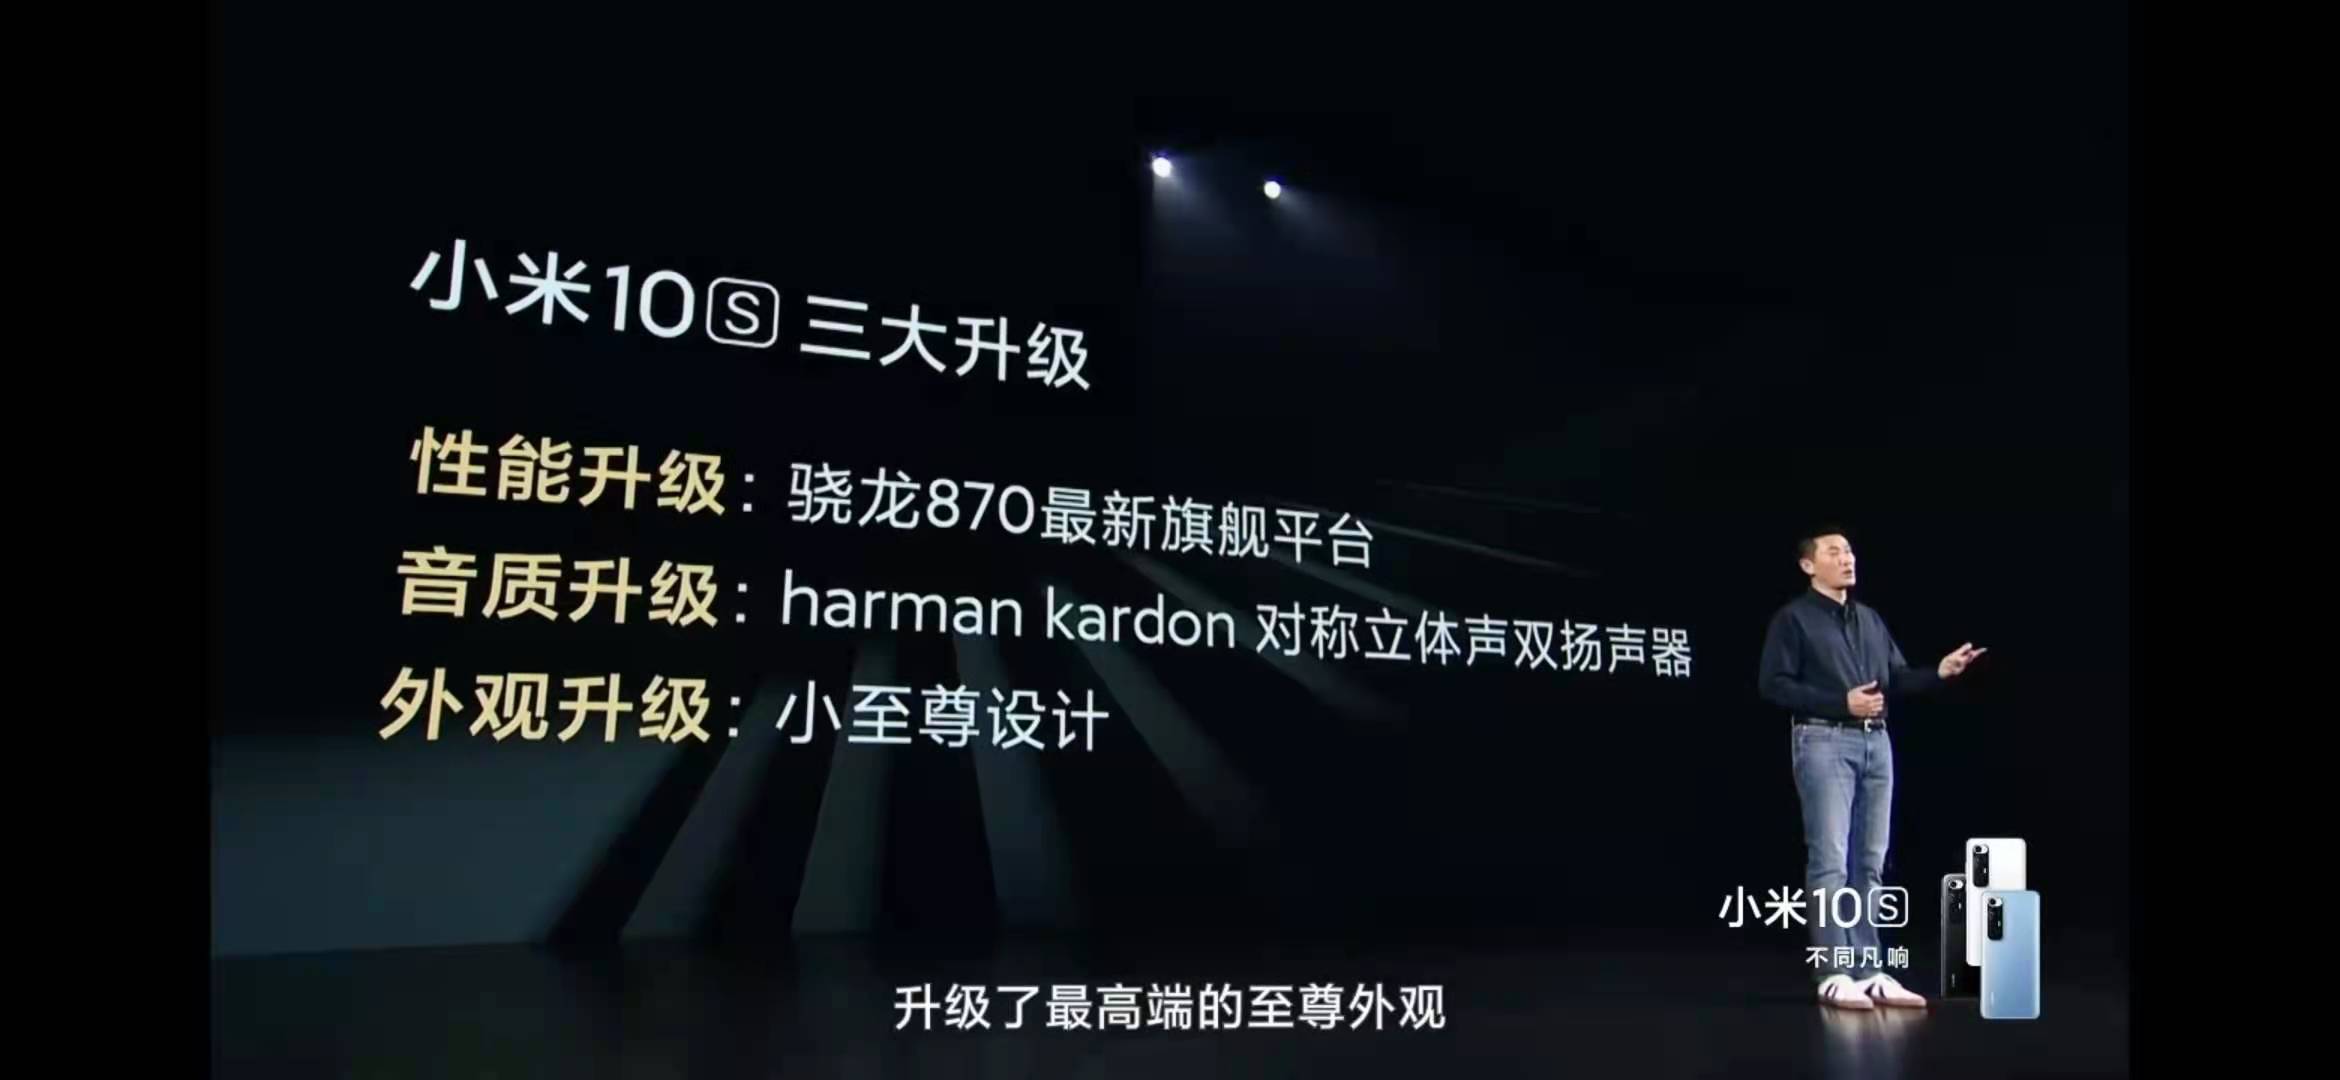 小米10S 三大升级
性能升级：骁龙870最新旗舰平台
音质升级：harman kardon 对称立体声双扬声器
外观升级：小至尊设计
小米10S
不同凡响
升级了最高端的至尊外观